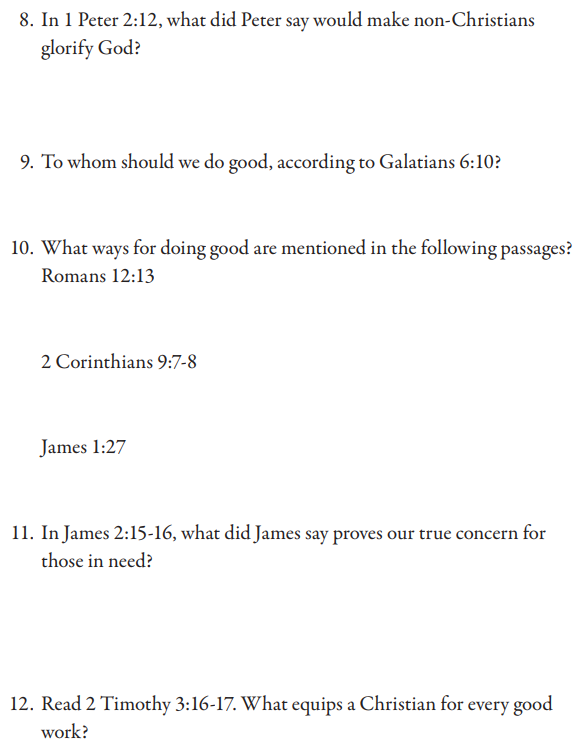 8. In 1 Peter 2:12, what did Peter say would make non-Christians
glorify God?
9. To whom should we do good, according to Galatians 6:10?
10. What ways for doing good are mentioned in the following passages?
Romans 12:13
2 Corinthians 9:7-8
James 1:27
11. In James 2:15-16, what did James say proves our true concern for
those in need?
12. Read 2 Timothy 3:16-17. What equips a Christian for every good
work?